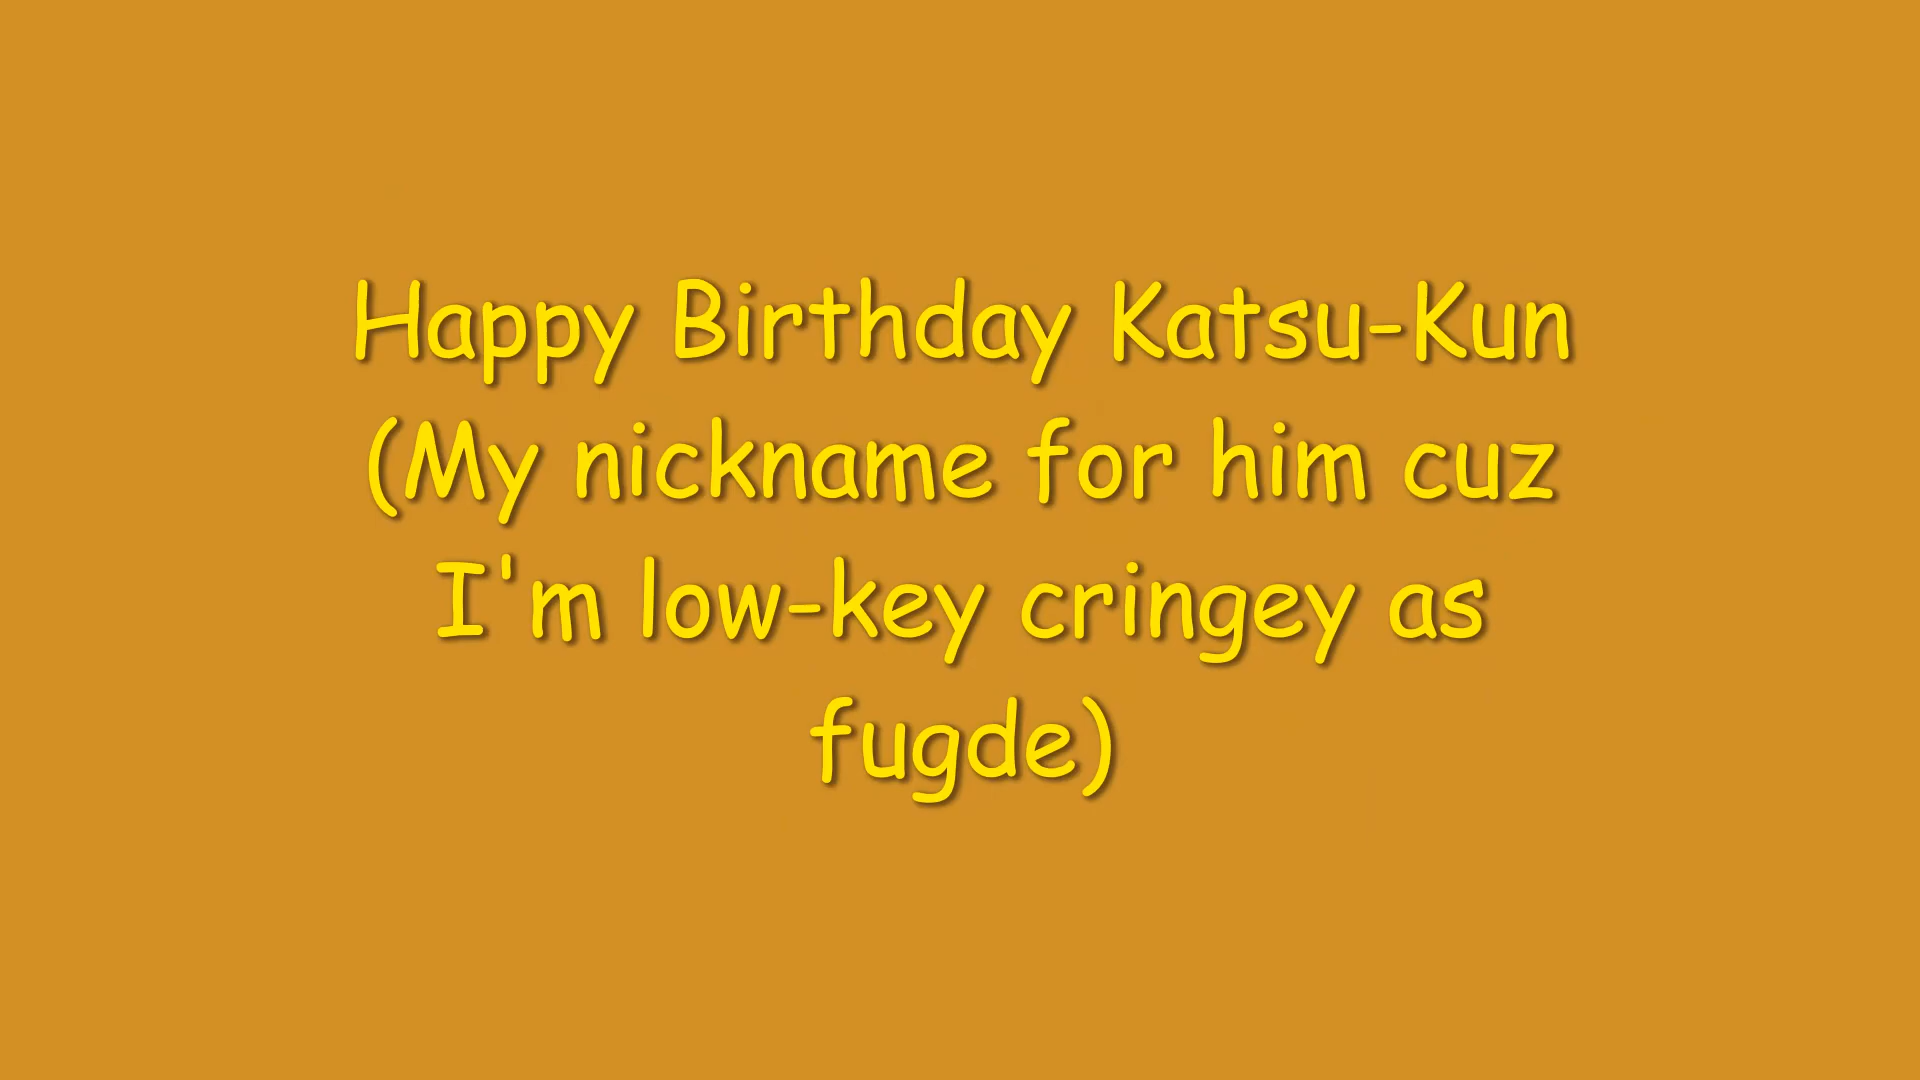 Happy Birthday Katsu-Kun
(My nickname for him cuz
I'm low-key cringey as
fugde)